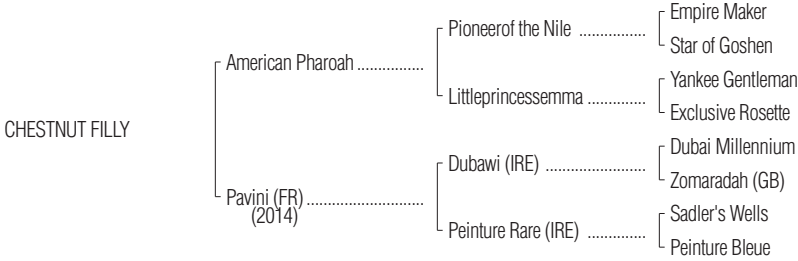 Empire Maker
Pioneerof the Nile ................
Star of Goshen
American Pharoah ................
Yankee Gentleman
Littleprincessemma ..............
Exclusive Rosette
CHESTNUT FILLY
Dubai Millennium
Dubawi (IRE) ........................
Zomaradah (GB)
Pavini (FR) ............................
(2014)
Sadler's Wells
Peinture Rare (IRE) ..............
Peinture Bleue